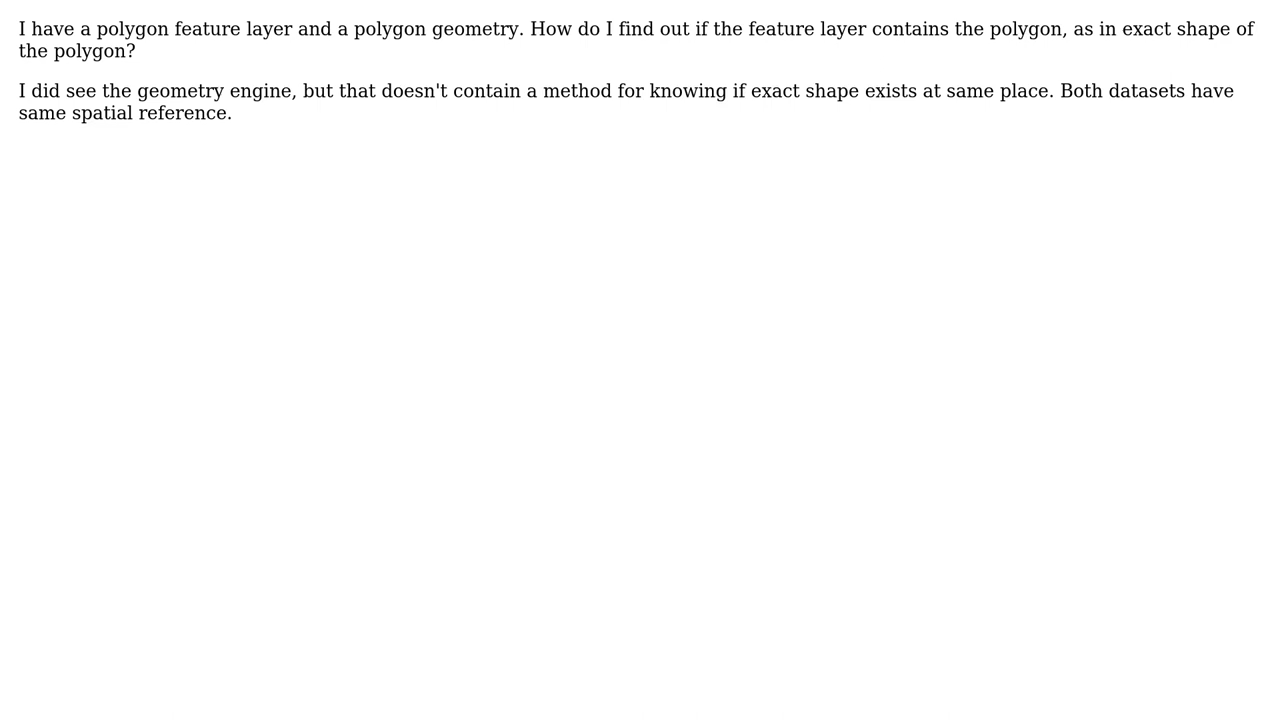 I have a polygon feature layer and a polygon geometry. How do I find out if the feature layer contains the polygon, as in exact shape of
the polygon?
I did see the geometry engine, but that doesn't contain a method for knowing if exact shape exists at same place. Both datasets have
same spatial reference.